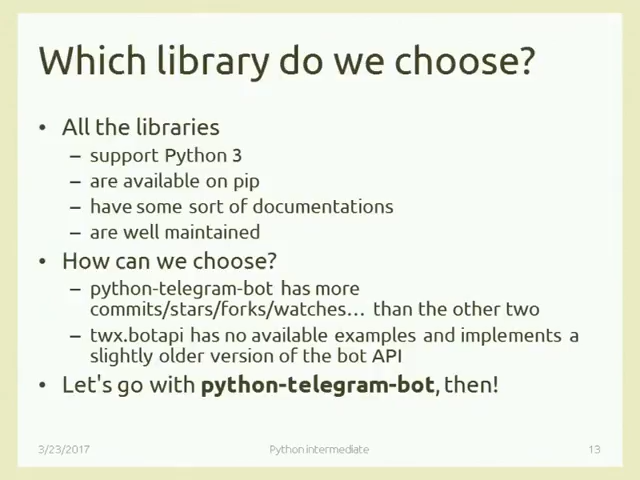 Which library do we choose?
• All the libraries
– support Python 3
– are available on pip
– have some sort of documentations
– are well maintained
• How can we choose?
– python-telegram-bot has more
commits/stars/forks/watches... than the other two
– twx.botapi has no available examples and implements a
slightly older version of the bot API
• Let's go with python-telegram-bot, then!
3/23/2017 Python intermediate 13